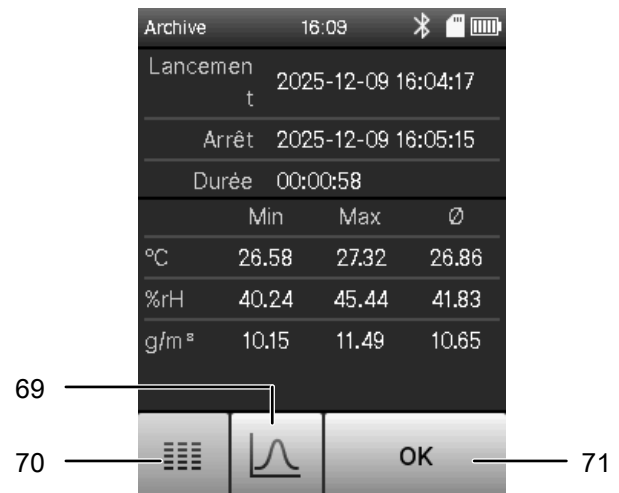 Archive 16:09
Lancemen
t 2025-12-09 16:04:17
Arrêt 2025-12-09 16:05:15
Durée 00:00:58
Min Max Ø
°C 26.58 27.32 26.86
%rH 40.24 45.44 41.83
g/m³ 10.15 11.49 10.65
69
70 OK 71